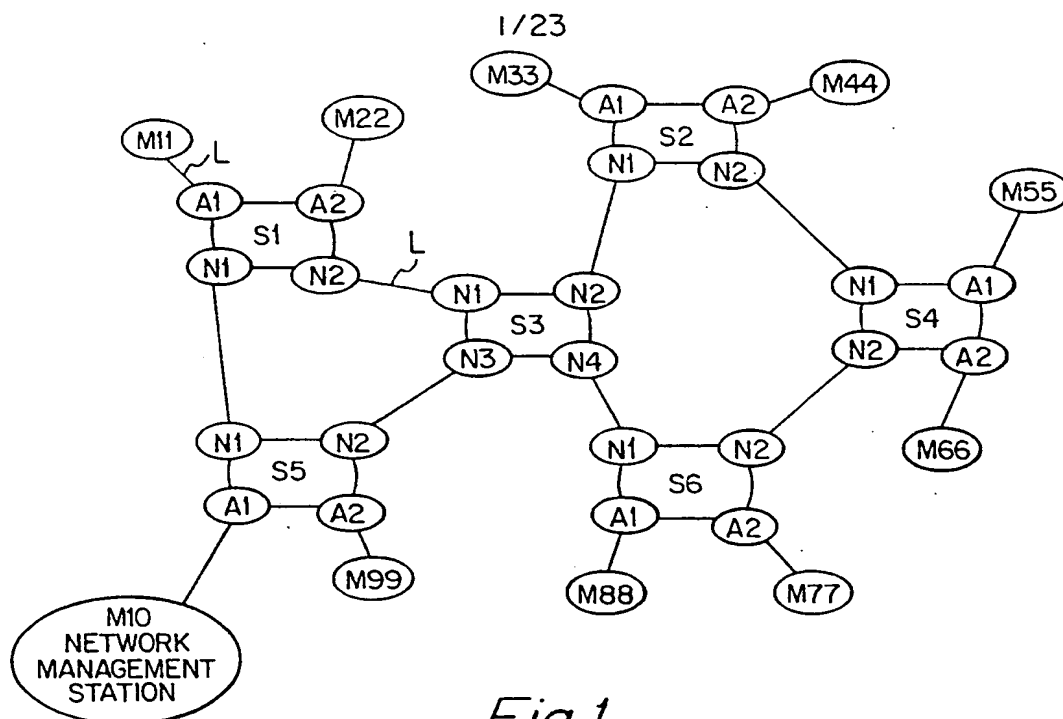 1/23
M33
A1
A2
M44
S2
N1
N2
M11
L
M22
A1
A2
S1
N1
N2
L
M55
N1
N2
S3
N3
N4
N1
A1
S4
N2
A2
M66
N1
N2
S5
A1
A2
M99
N1
N2
S6
A1
A2
M88
M77
M10
NETWORK
MANAGEMENT
STATION
Fig.1